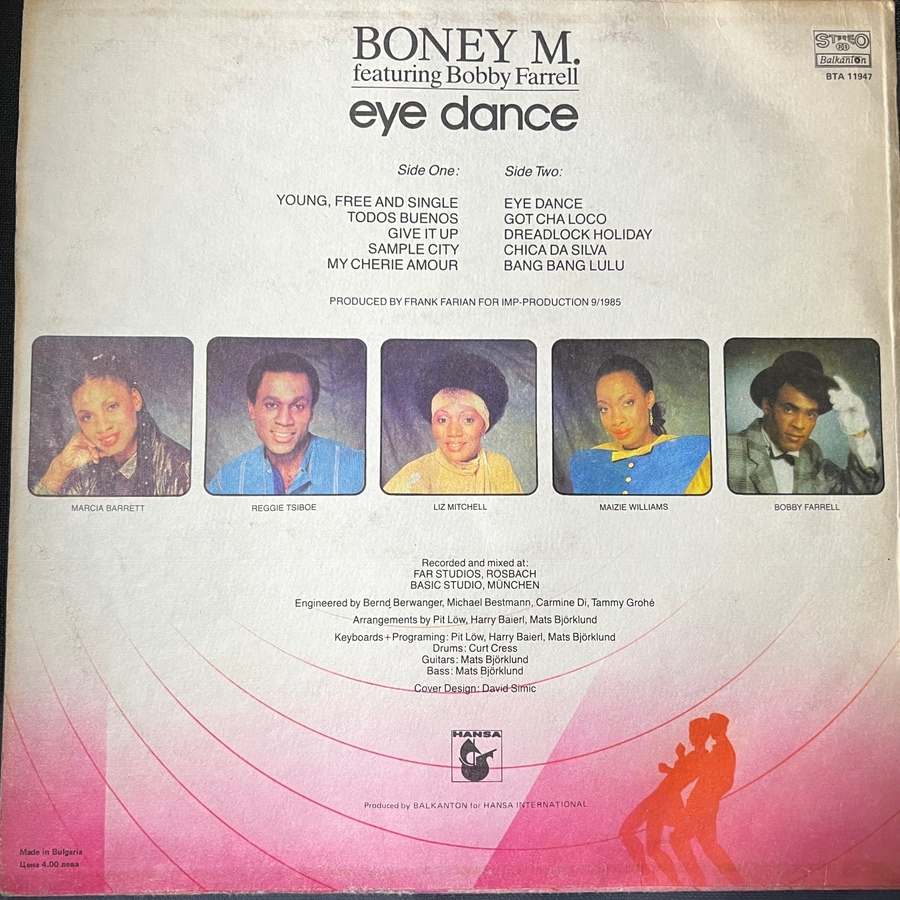 BONEY M.
featuring Bobby Farrell
eye dance
STEREO
Balkanton
BTA 11947
Side One:
YOUNG, FREE AND SINGLE
TODOS BUENOS
GIVE IT UP
SAMPLE CITY
MY CHERIE AMOUR
Side Two:
EYE DANCE
GOT CHA LOCO
DREADLOCK HOLIDAY
CHICA DA SILVA
BANG BANG LULU
PRODUCED BY FRANK FARIAN FOR IMP-PRODUCTION 9/1985
MARCIA BARRETT
REGGIE TSIBOE
LIZ MITCHELL
MAIZIE WILLIAMS
BOBBY FARRELL
Recorded and mixed at:
FAR STUDIOS, ROSBACH
BASIC STUDIO, MÜNCHEN
Engineered by Bernd Berwanger, Michael Bestmann, Carmine Di, Tammy Grohé
Arrangements by Pit Löw, Harry Baierl, Mats Björklund
Keyboards + Programing: Pit Löw, Harry Baierl, Mats Björklund
Drums: Curt Cress
Guitars: Mats Björklund
Bass: Mats Björklund
Cover Design: David Simic
HANSA
Produced by BALKANTON for HANSA INTERNATIONAL
Made in Bulgaria
Цена 4.00 лева